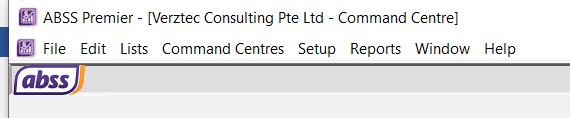 ABSS Premier - [Verztec Consulting Pte Ltd - Command Centre]
File Edit Lists Command Centres Setup Reports Window Help
abss